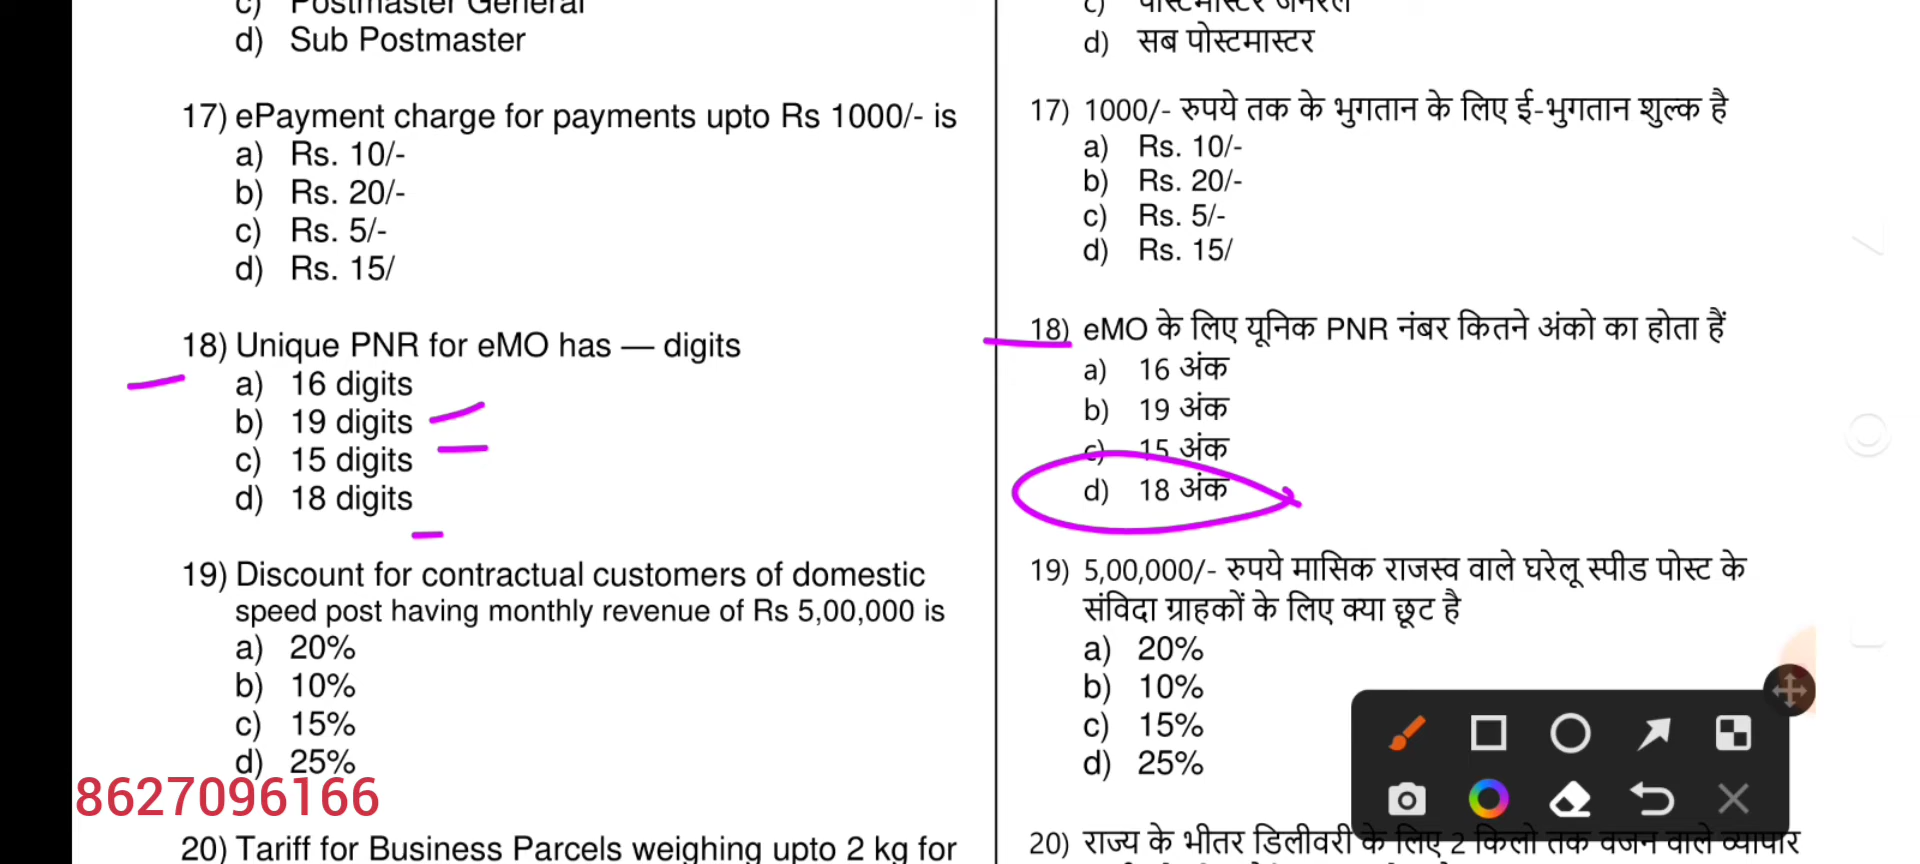 c) Postmaster General
d) Sub Postmaster
17) ePayment charge for payments upto Rs 1000/- is
a) Rs. 10/-
b) Rs. 20/-
c) Rs. 5/-
d) Rs. 15/
18) Unique PNR for eMO has — digits
a) 16 digits
b) 19 digits
c) 15 digits
d) 18 digits
19) Discount for contractual customers of domestic
speed post having monthly revenue of Rs 5,00,000 is
a) 20%
b) 10%
c) 15%
d) 25%
8627096166
20) Tariff for Business Parcels weighing upto 2 kg for
c) पोस्टमास्टर जनरल
d) सब पोस्टमास्टर
17) 1000/- रुपये तक के भुगतान के लिए ई-भुगतान शुल्क है
a) Rs. 10/-
b) Rs. 20/-
c) Rs. 5/-
d) Rs. 15/
18) eMO के लिए यूनिक PNR नंबर कितने अंको का होता हैं
a) 16 अंक
b) 19 अंक
c) 15 अंक
d) 18 अंक
19) 5,00,000/- रुपये मासिक राजस्व वाले घरेलू स्पीड पोस्ट के
संविदा ग्राहकों के लिए क्या छूट है
a) 20%
b) 10%
c) 15%
d) 25%
20) राज्य के भीतर डिलीवरी के लिए 2 किलो तक वजन वाले व्यापार